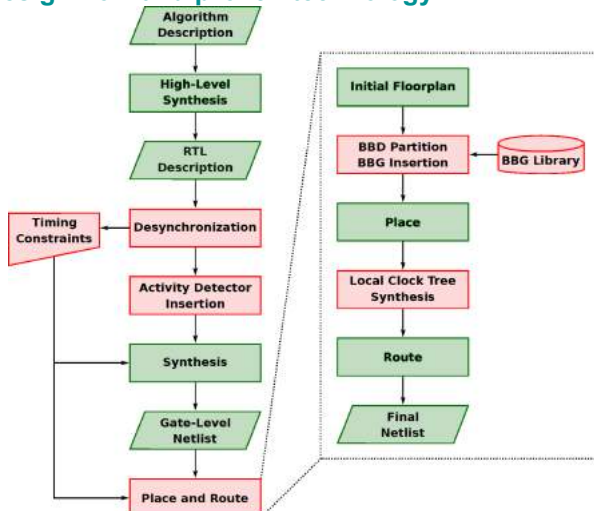 Algorithm
Description
High-Level
Synthesis
RTL
Description
Timing
Constraints
Desynchronization
Activity Detector
Insertion
Synthesis
Gate-Level
Netlist
Place and Route
Initial Floorplan
BBD Partition
BBG Insertion
BBG Library
Place
Local Clock Tree
Synthesis
Route
Final
Netlist